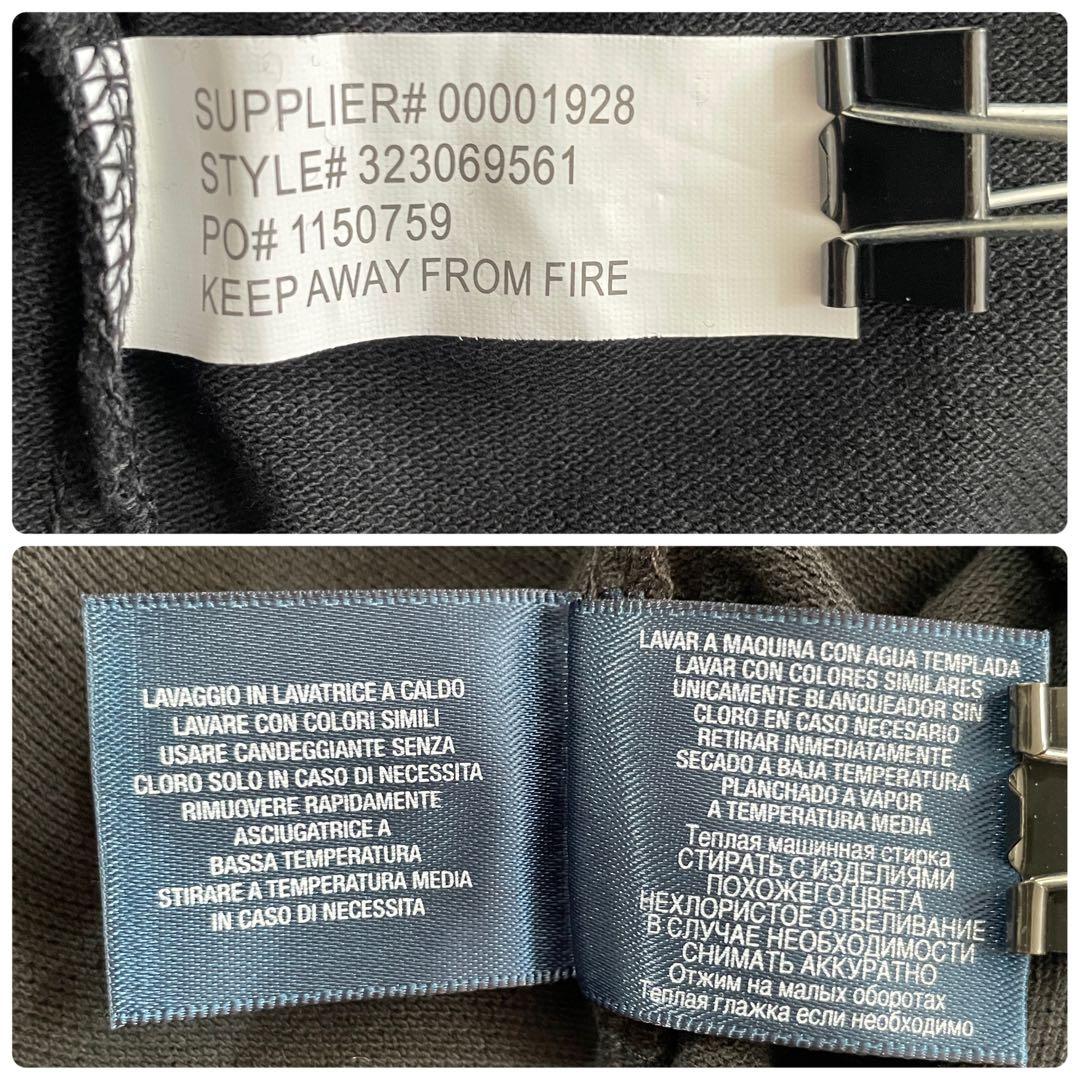 SUPPLIER# 00001928
STYLE# 323069561
PO# 1150759
KEEP AWAY FROM FIRE
LAVAGGIO IN LAVATRICE A CALDO
LAVARE CON COLORI SIMILI
USARE CANDEGGIANTE SENZA
CLORO SOLO IN CASO DI NECESSITA
RIMUOVERE RAPIDAMENTE
ASCIUGATRICE A
BASSA TEMPERATURA
STIRARE A TEMPERATURA MEDIA
IN CASO DI NECESSITA
LAVAR A MAQUINA CON AGUA TEMPLADA
LAVAR CON COLORES SIMILARES
UNICAMENTE BLANQUEADOR SIN
CLORO EN CASO NECESARIO
RETIRAR INMEDIATAMENTE
SECADO A BAJA TEMPERATURA
PLANCHADO A VAPOR
A TEMPERATURA MEDIA
Теплая машинная стирка
СТИРАТЬ С ИЗДЕЛИЯМИ
ПОХОЖЕГО ЦВЕТА
НЕХЛОРИСТОЕ ОТБЕЛИВАНИЕ
В СЛУЧАЕ НЕОБХОДИМОСТИ
СНИМАТЬ АККУРАТНО
Отжим на малых оборотах
Теплая глажка если необходимо